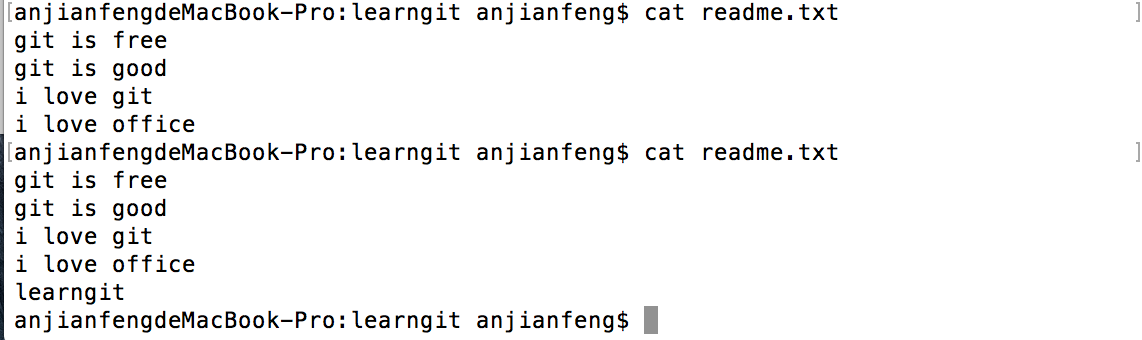 [anjianfengdeMacBook-Pro:learngit anjianfeng$ cat readme.txt ]
git is free
git is good
i love git
i love office
[anjianfengdeMacBook-Pro:learngit anjianfeng$ cat readme.txt ]
git is free
git is good
i love git
i love office
learngit
anjianfengdeMacBook-Pro:learngit anjianfeng$